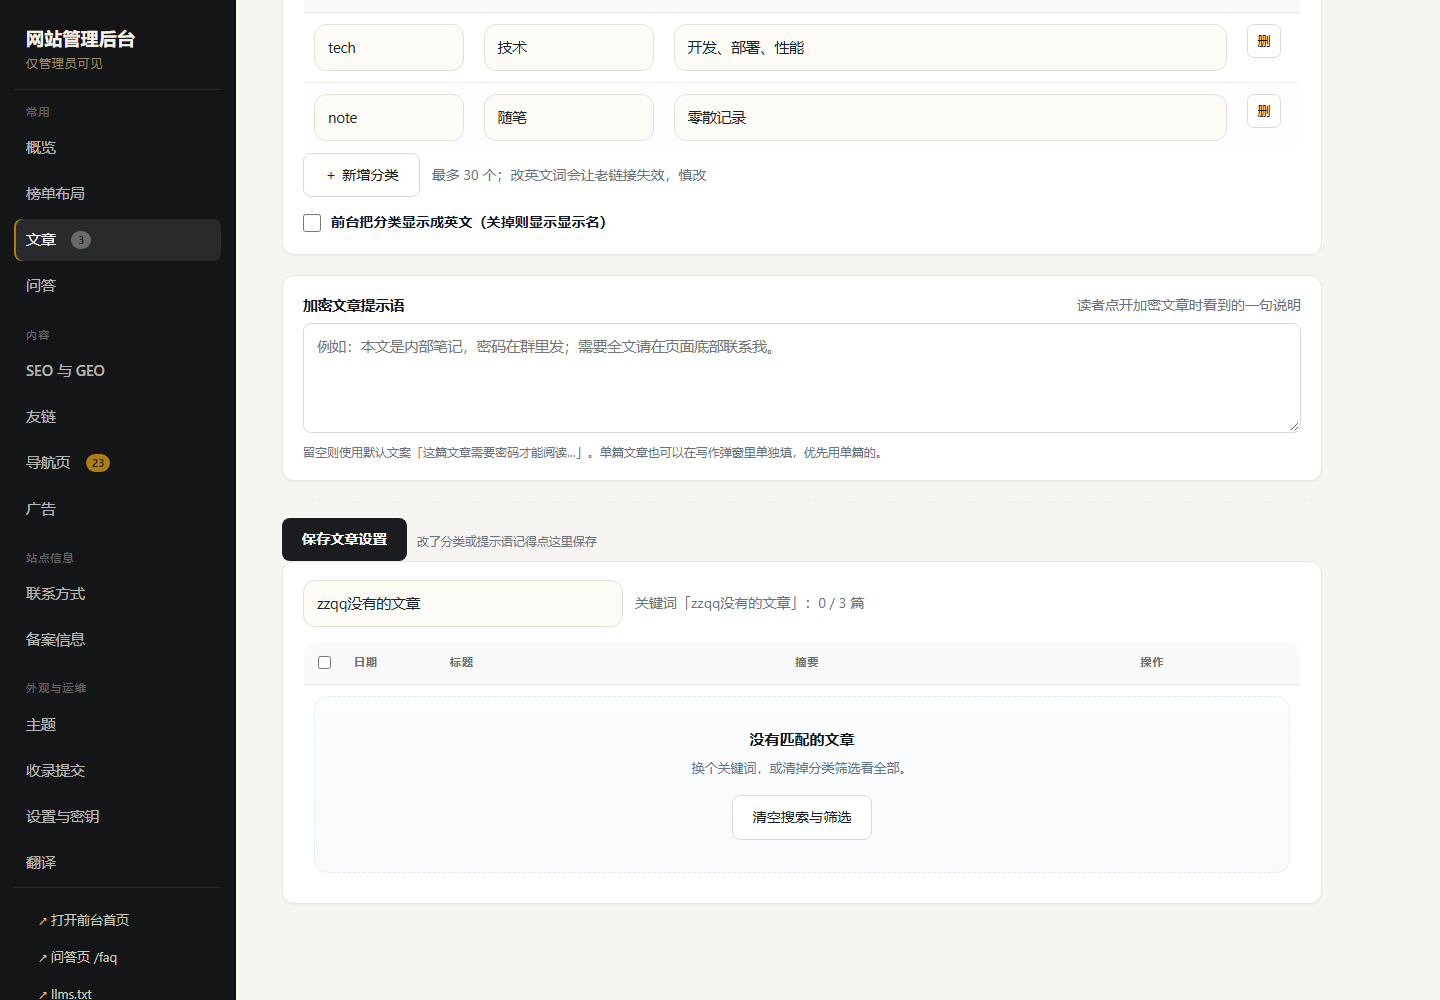 网站管理后台
仅管理员可见
常用
概览
榜单布局
文章 3
问答
内容
SEO 与 GEO
友链
导航页 23
广告
站点信息
联系方式
备案信息
外观与运维
主题
收录提交
设置与密钥
翻译
↗ 打开前台首页
↗ 问答页 /faq
↗ llms.txt
tech 技术 开发、部署、性能 删
note 随笔 零散记录 删
+ 新增分类 最多 30 个；改英文词会让老链接失效，慎改
前台把分类显示成英文（关掉则显示显示名）
加密文章提示语 读者点开加密文章时看到的一句说明
例如：本文是内部笔记，密码在群里发；需要全文请在页面底部联系我。
留空则使用默认文案「这篇文章需要密码才能阅读…」。单篇文章也可以在写作弹窗里单独填，优先用单篇的。
保存文章设置 改了分类或提示语记得点这里保存
zzqq没有的文章 关键词「zzqq没有的文章」：0 / 3 篇
日期 标题 摘要 操作
没有匹配的文章
换个关键词，或清掉分类筛选看全部。
清空搜索与筛选